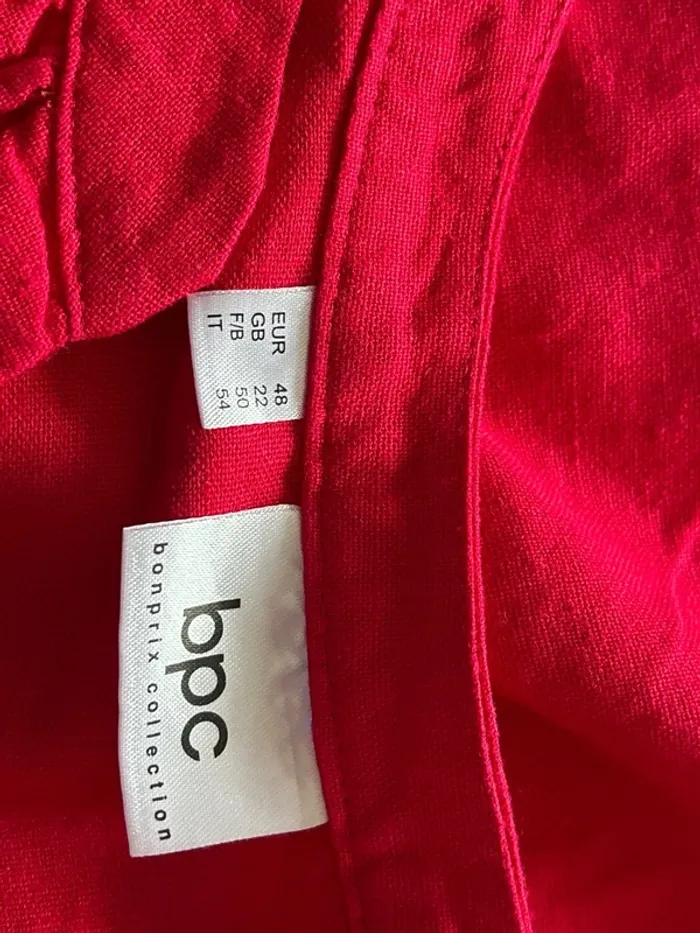 EUR 48
GB 22
F/B 50
IT 54
bpc
bonprix collection